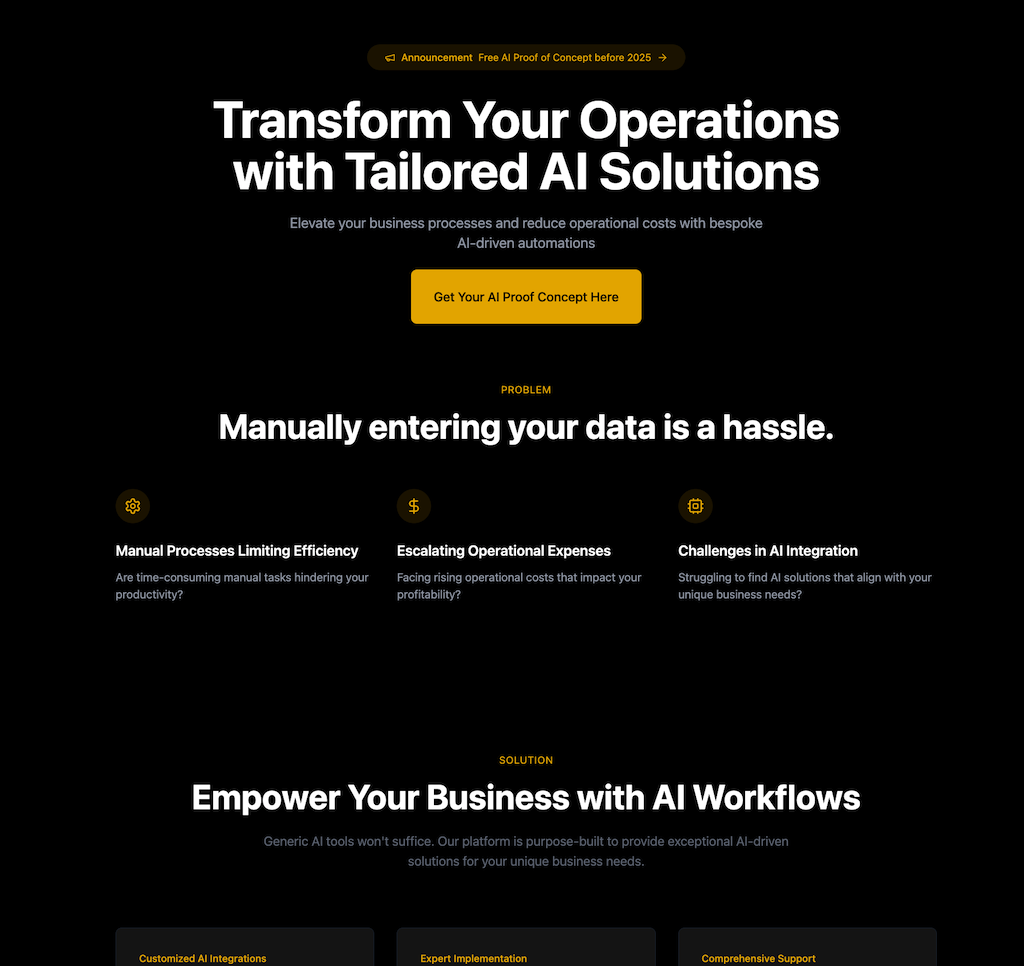 Announcement Free AI Proof of Concept before 2025 →
Transform Your Operations
with Tailored AI Solutions
Elevate your business processes and reduce operational costs with bespoke
AI-driven automations
Get Your AI Proof Concept Here
PROBLEM
Manually entering your data is a hassle.
Manual Processes Limiting Efficiency
Are time-consuming manual tasks hindering your
productivity?
Escalating Operational Expenses
Facing rising operational costs that impact your
profitability?
Challenges in AI Integration
Struggling to find AI solutions that align with your
unique business needs?
SOLUTION
Empower Your Business with AI Workflows
Generic AI tools won't suffice. Our platform is purpose-built to provide exceptional AI-driven
solutions for your unique business needs.
Customized AI Integrations
Expert Implementation
Comprehensive Support